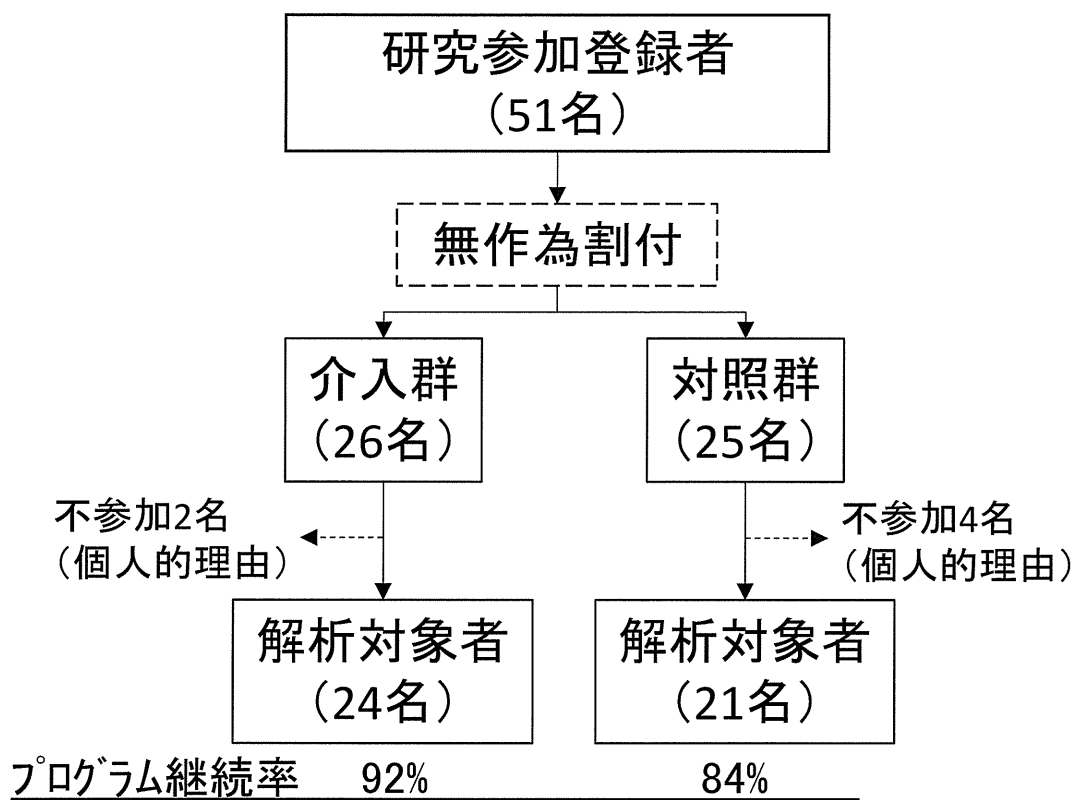 研究参加登録者
（51名）
無作為割付
介入群
（26名）
対照群
（25名）
不参加2名
（個人的理由）
不参加4名
（個人的理由）
解析対象者
（24名）
解析対象者
（21名）
ﾌﾟﾛｸﾞﾗﾑ継続率 92% 84%